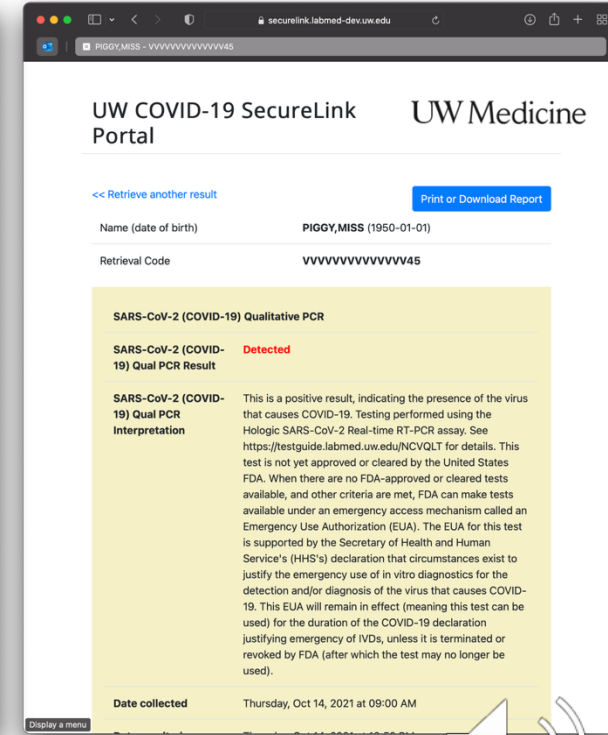 securelink.labmed-dev.uw.edu
PIGGY,MISS - VVVVVVVVVVVVVV45
UW COVID-19 SecureLink
Portal
UW Medicine
<< Retrieve another result
Print or Download Report
Name (date of birth)
PIGGY,MISS (1950-01-01)
Retrieval Code
VVVVVVVVVVVVVV45
SARS-CoV-2 (COVID-19) Qualitative PCR
SARS-CoV-2 (COVID-
19) Qual PCR Result
Detected
SARS-CoV-2 (COVID-
19) Qual PCR
Interpretation
This is a positive result, indicating the presence of the virus
that causes COVID-19. Testing performed using the
Hologic SARS-CoV-2 Real-time RT-PCR assay. See
https://testguide.labmed.uw.edu/NCVQLT for details. This
test is not yet approved or cleared by the United States
FDA. When there are no FDA-approved or cleared tests
available, and other criteria are met, FDA can make tests
available under an emergency access mechanism called an
Emergency Use Authorization (EUA). The EUA for this test
is supported by the Secretary of Health and Human
Service's (HHS's) declaration that circumstances exist to
justify the emergency use of in vitro diagnostics for the
detection and/or diagnosis of the virus that causes COVID-
19. This EUA will remain in effect (meaning this test can be
used) for the duration of the COVID-19 declaration
justifying emergency of IVDs, unless it is terminated or
revoked by FDA (after which the test may no longer be
used).
Date collected
Thursday, Oct 14, 2021 at 09:00 AM
Display a menu